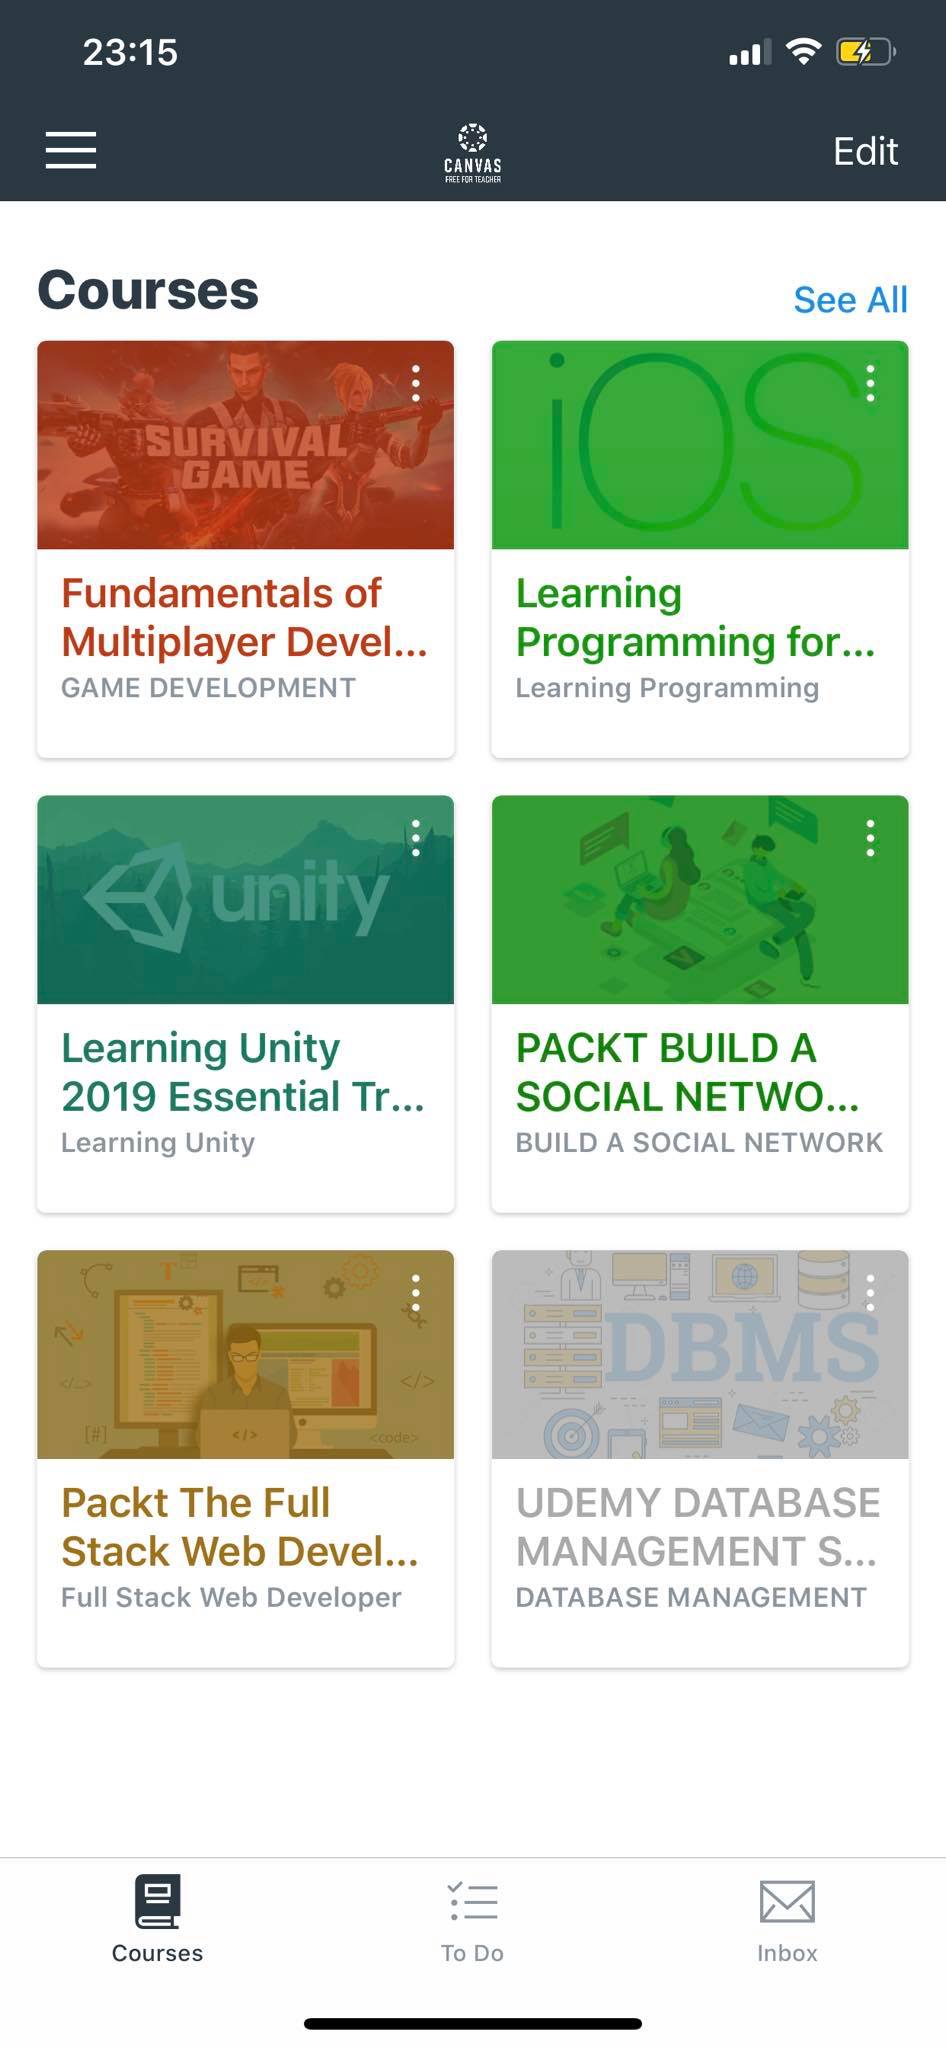 23:15
CANVAS
FREE FOR TEACHER
Edit
Courses
See All
SURVIVAL
GAME
Fundamentals of
Multiplayer Devel...
GAME DEVELOPMENT
iOS
Learning
Programming for...
Learning Programming
unity
Learning Unity
2019 Essential Tr...
Learning Unity
PACKT BUILD A
SOCIAL NETWO...
BUILD A SOCIAL NETWORK
T
</>
</>
</>
[#]
</>
<code>
Packt The Full
Stack Web Devel...
Full Stack Web Developer
DBMS
UDEMY DATABASE
MANAGEMENT S...
DATABASE MANAGEMENT
Courses
To Do
Inbox